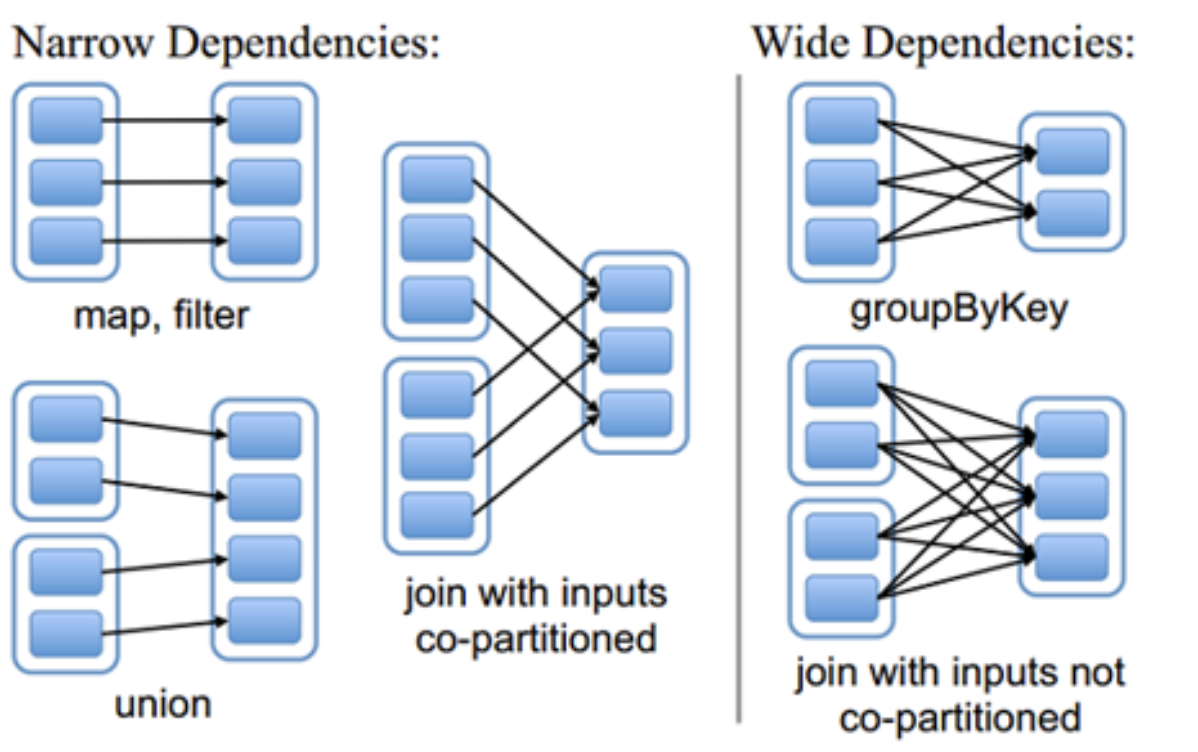 Narrow Dependencies:
map, filter
union
join with inputs
co-partitioned
Wide Dependencies:
groupByKey
join with inputs not
co-partitioned